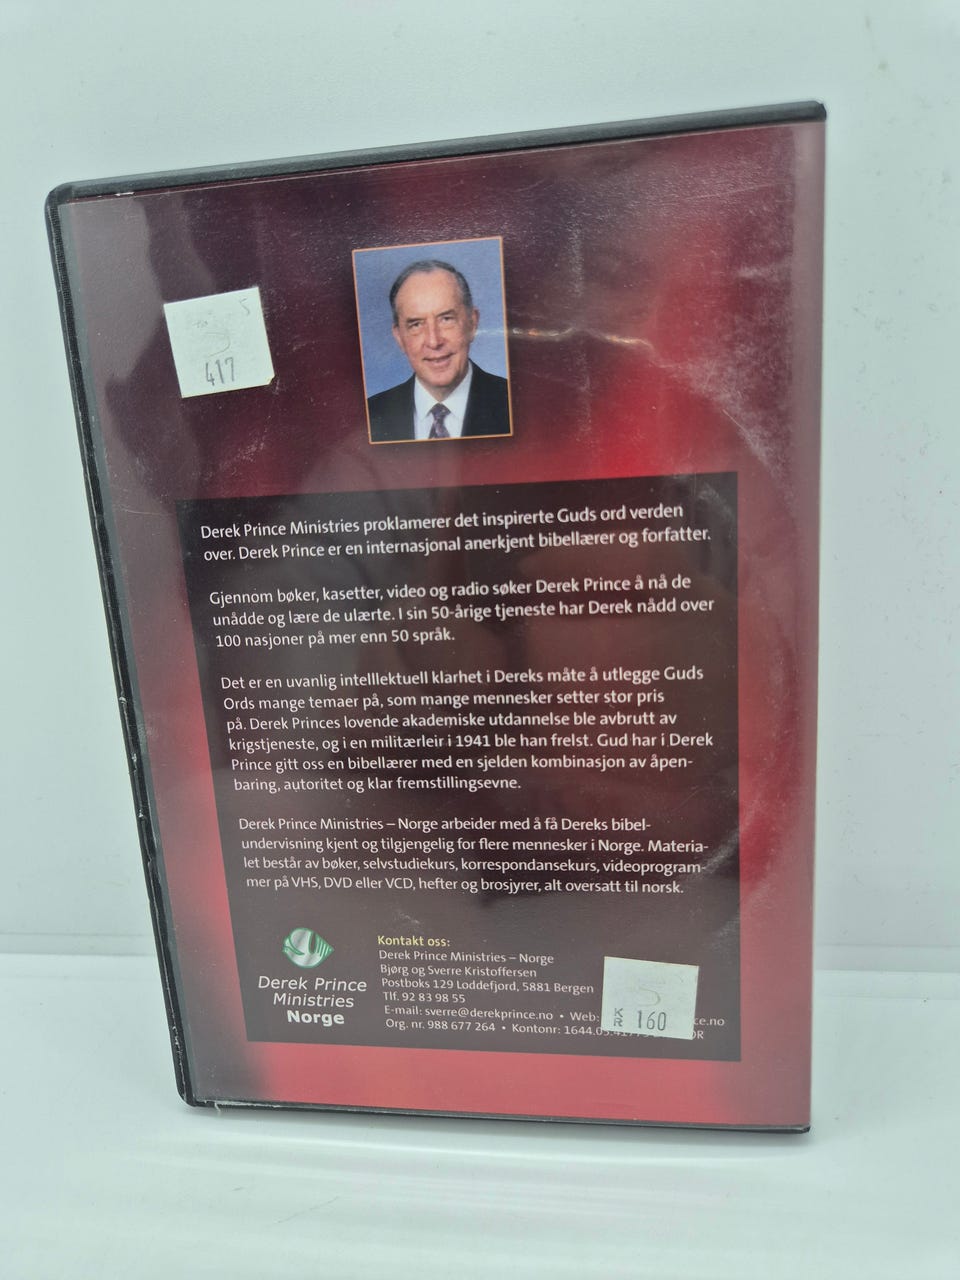 5
417
Derek Prince Ministries proklamerer det inspirerte Guds ord verden
over. Derek Prince er en internasjonal anerkjent bibellærer og forfatter.
Gjennom bøker, kasetter, video og radio søker Derek Prince å nå de
unådde og lære de ulærte. I sin 50-årige tjeneste har Derek nådd over
100 nasjoner på mer enn 50 språk.
Det er en uvanlig intelllektuell klarhet i Dereks måte å utlegge Guds
Ords mange temaer på, som mange mennesker setter stor pris
på. Derek Princes lovende akademiske utdannelse ble avbrutt av
krigstjeneste, og i en militærleir i 1941 ble han frelst. Gud har i Derek
Prince gitt oss en bibellærer med en sjelden kombinasjon av åpen-
baring, autoritet og klar fremstillingsevne.
Derek Prince Ministries – Norge arbeider med å få Dereks bibel-
undervisning kjent og tilgjengelig for flere mennesker i Norge. Materia-
let består av bøker, selvstudiekurs, korrespondansekurs, videoprogram-
mer på VHS, DVD eller VCD, hefter og brosjyrer, alt oversatt til norsk.
Derek Prince
Ministries
Norge
Kontakt oss:
Derek Prince Ministries – Norge
Bjørg og Sverre Kristoffersen
Postboks 129 Loddefjord, 5881 Bergen
Tlf. 92 83 98 55
E-mail: sverre@derekprince.no • Web: ce.no
Org. nr. 988 677 264 • Kontonr: 1644.05
KR 160